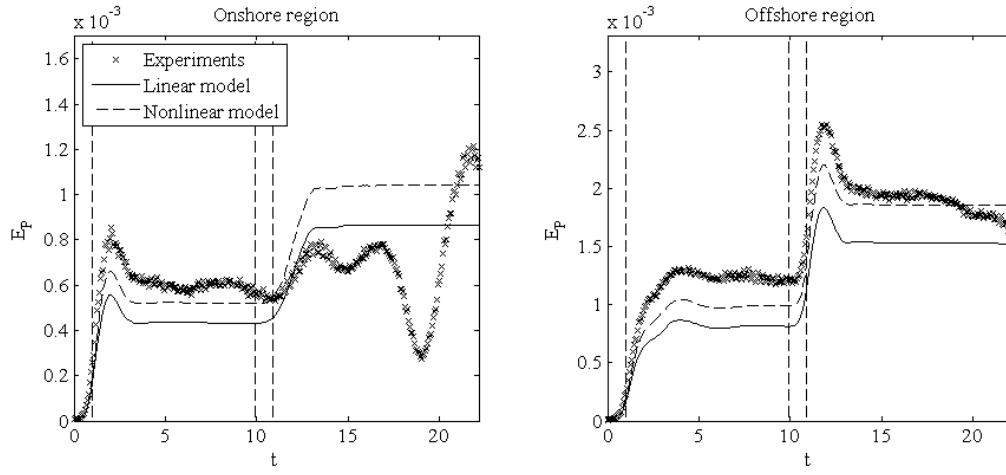 Onshore region
x 10⁻³
1.6
1.4
1.2
1
0.8
0.6
0.4
0.2
0
E_P
0 5 10 15 20
t
Experiments
Linear model
Nonlinear model
Offshore region
x 10⁻³
3
2.5
2
1.5
1
0.5
0
E_P
0 5 10 15 20
t